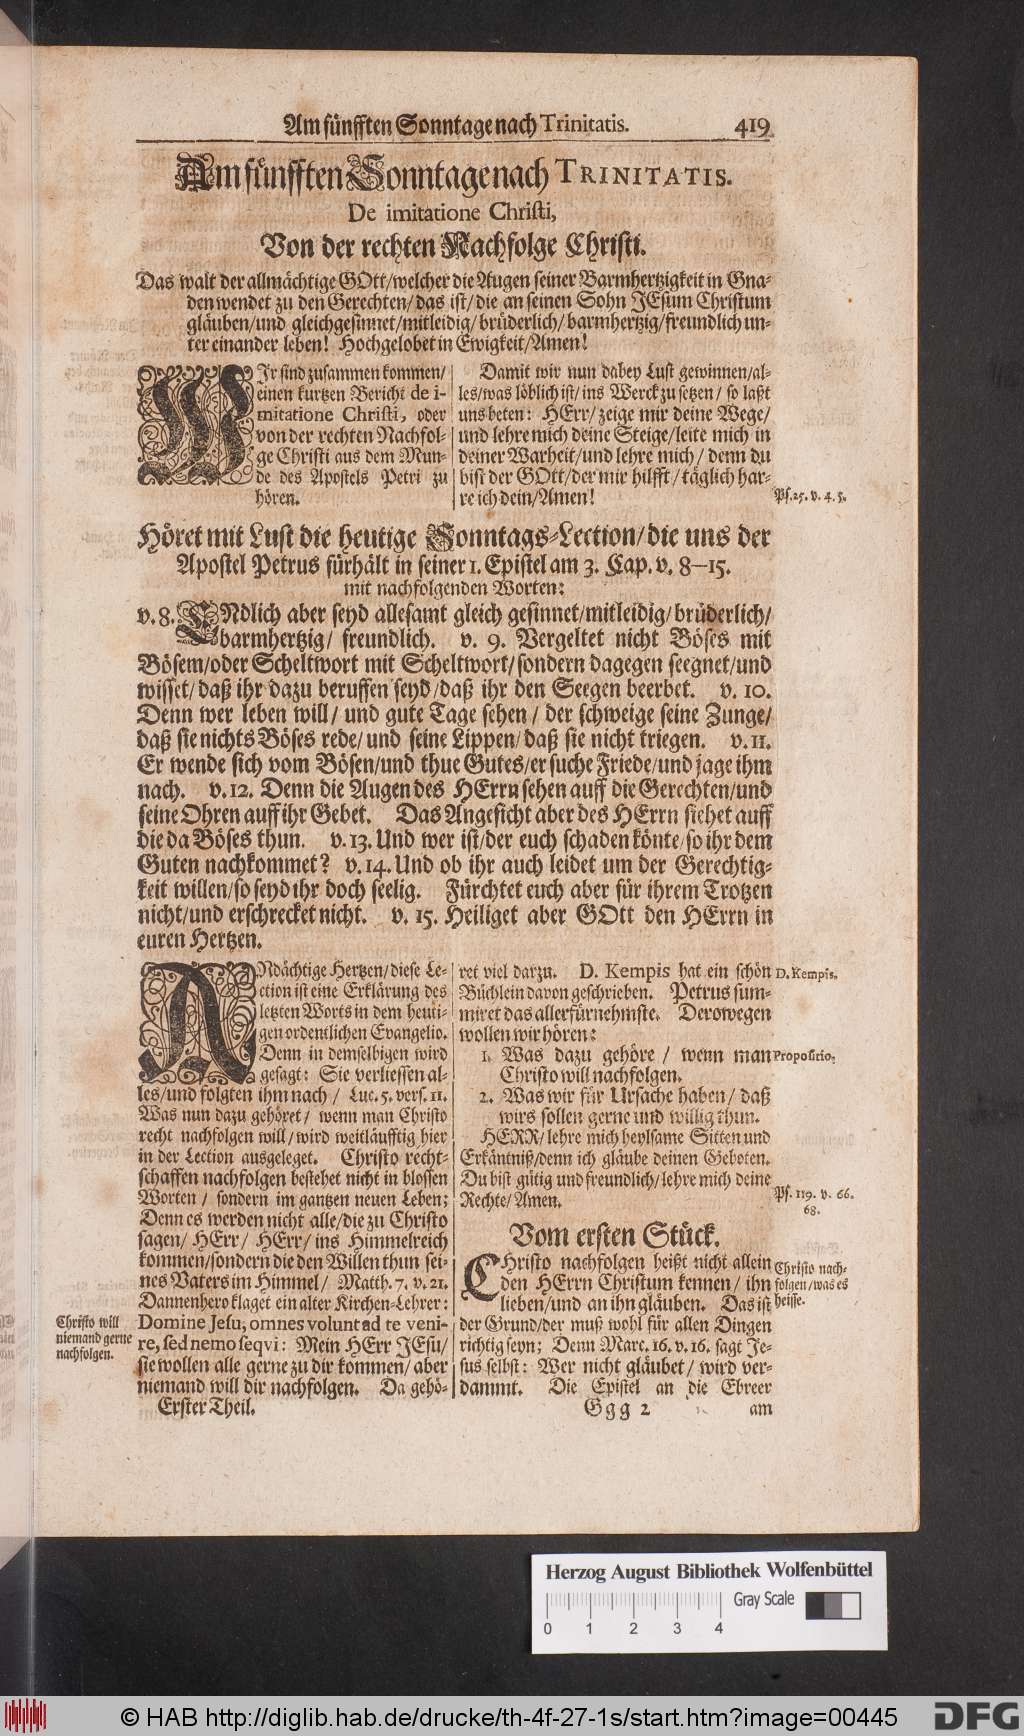 Am fünfften Sonntage nach Trinitatis. 419
Am fünfften Sonntage nach TRINITATIS.
De imitatione Christi,
Von der rechten Nachfolge Christi.
Das walt der allmächtige GOtt/welcher die Augen seiner Barmhertzigkeit in Gna-
den wendet zu den Gerechten/ das ist/ die an seinen Sohn JEsum Christum
gläuben/und gleichgesinnet/mitleidig/ brüderlich/ barmhertzig/freundlich un-
ter einander leben! Hochgelobet in Ewigkeit/Amen!
WIr sind zusammen kommen/
einen kurtzen Bericht de i-
mitatione Christi, oder
von der rechten Nachfol-
ge Christi aus dem Mun-
de des Apostels Petri zu
hören.
Damit wir nun dabey Lust gewinnen/al-
les/was löblich ist/ins Werck zu setzen/ so laßt
uns beten: HErr/ zeige mir deine Wege/
und lehre mich deine Steige/leite mich in
deiner Warheit/und lehre mich/ denn du
bist der GOtt/der mir hilfft/täglich har-
re ich dein/Amen!
Ps. 25. v. 4. 5.
Höret mit Lust die heutige Sonntags-Lection/die uns der
Apostel Petrus fürhält in seiner 1. Epistel am 3. Cap. v. 8—15.
mit nachfolgenden Worten:
v. 8. ENdlich aber seyd allesamt gleich gesinnet/mitleidig/brüderlich/
barmhertzig/ freundlich. v. 9. Vergeltet nicht Böses mit
Bösem/oder Scheltwort mit Scheltwort/sondern dagegen seegnet/und
wisset/ daß ihr dazu beruffen seyd/daß ihr den Seegen beerbet. v. 10.
Denn wer leben will/ und gute Tage sehen/ der schweige seine Zunge/
daß sie nichts Böses rede/und seine Lippen/daß sie nicht triegen. v. 11.
Er wende sich vom Bösen/und thue Gutes/er suche Friede/und jage ihm
nach. v. 12. Denn die Augen des HErrn sehen auff die Gerechten/und
seine Ohren auff ihr Gebet. Das Angesicht aber des HErrn siehet auff
die da Böses thun. v. 13. Und wer ist/der euch schaden könte/so ihr dem
Guten nachkommet? v. 14. Und ob ihr auch leidet um der Gerechtig-
keit willen/so seyd ihr doch seelig. Fürchtet euch aber für ihrem Trotzen
nicht/und erschrecket nicht. v. 15. Heiliget aber GOtt den HErrn in
euren Hertzen.
ANdächtige Hertzen/diese Le-
ction ist eine Erklärung des
letzten Worts in dem heuti-
gen ordentlichen Evangelio.
Denn in demselbigen wird
gesagt: Sie verliessen al-
les/und folgten ihm nach/ Luc. 5. vers. 11.
Was nun dazu gehöret/ wenn man Christo
recht nachfolgen will/wird weitläufftig hier
in der Lection ausgeleget. Christo recht-
schaffen nachfolgen bestehet nicht in blossen
Worten/ sondern im gantzen neuen Leben;
Denn es werden nicht alle/die zu Christo
sagen/ HErr/ HErr/ ins Himmelreich
kommen/sondern die den Willen thun sei-
nes Vaters im Himmel/ Matth. 7. v. 21.
Dannenhero klaget ein alter Kirchen-Lehrer:
Domine Jesu, omnes volunt ad te veni-
re, sed nemo seqvi: Mein HErr JEsu/
sie wollen alle gerne zu dir kommen/ aber
niemand will dir nachfolgen. Da gehö-
Christo will
niemand gerne
nachfolgen.
Erster Theil.
ret viel darzu. D. Kempis hat ein schön
Büchlein davon geschrieben. Petrus sum-
miret das allerfürnehmste. Derowegen
wollen wir hören:
D. Kempis.
1. Was dazu gehöre/ wenn man
Christo will nachfolgen.
Propositio.
2. Was wir für Ursache haben/ daß
wirs sollen gerne und willig thun.
HERR/lehre mich heylsame Sitten und
Erkäntniß/denn ich gläube deinen Geboten.
Du bist gütig und freundlich/lehre mich deine
Rechte/Amen.
Ps. 119. v. 66.
68.
Vom ersten Stück.
CHristo nachfolgen heißt nicht allein
den HErrn Christum kennen/ ihn
lieben/und an ihn gläuben. Das ist
der Grund/der muß wohl für allen Dingen
richtig seyn; Denn Marc. 16. v. 16. sagt Je-
sus selbst: Wer nicht gläubet/ wird ver-
dammt. Die Epistel an die Ebreer
Christo nach-
folgen/was es
heisse.
Ggg 2 am
Herzog August Bibliothek Wolfenbüttel
Gray Scale
0 1 2 3 4
© HAB http://diglib.hab.de/drucke/th-4f-27-1s/start.htm?image=00445
DFG